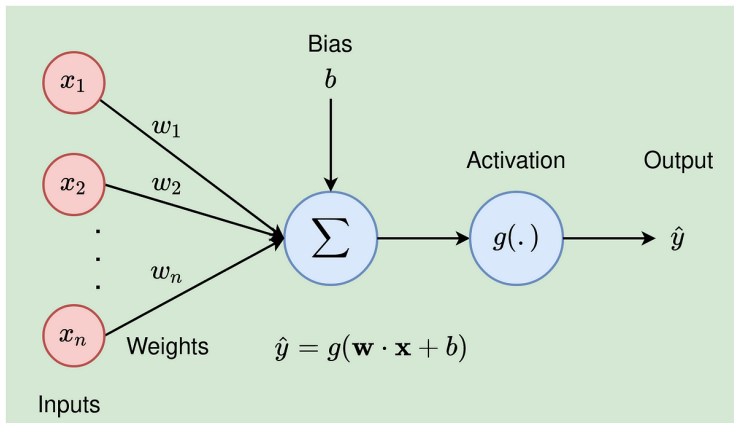 Bias
b
x₁
w₁
x₂
w₂
Activation
Output
∑
g(.)
ŷ
.
.
.
wₙ
xₙ
Weights
ŷ = g(𝐰 · 𝐱 + b)
Inputs